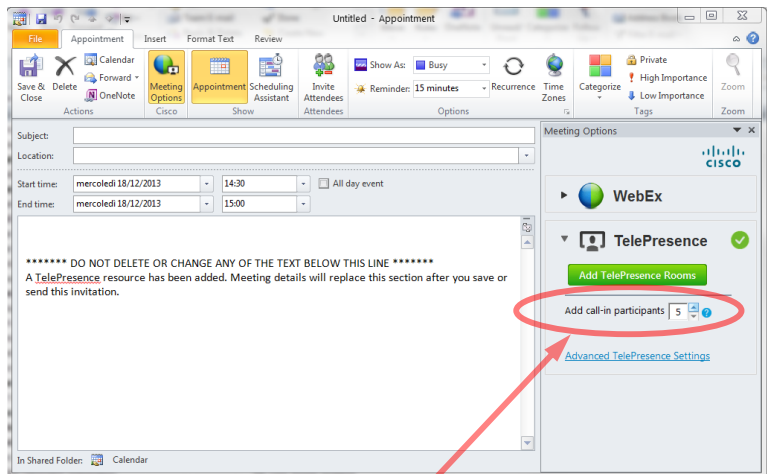 Untitled - Appointment
File Appointment Insert Format Text Review
Save & Close
Delete
Calendar
Forward
OneNote
Actions
Meeting Options
Cisco
Appointment
Scheduling Assistant
Show
Invite Attendees
Attendees
Show As: Busy
Reminder: 15 minutes
Recurrence
Time Zones
Options
Categorize
Private
High Importance
Low Importance
Tags
Zoom
Zoom
Subject:
Location:
Start time: mercoledì 18/12/2013 14:30 All day event
End time: mercoledì 18/12/2013 15:00
******* DO NOT DELETE OR CHANGE ANY OF THE TEXT BELOW THIS LINE *******
A TelePresence resource has been added. Meeting details will replace this section after you save or
send this invitation.
In Shared Folder: Calendar
Meeting Options
CISCO
WebEx
TelePresence
Add TelePresence Rooms
Add call-in participants 5
Advanced TelePresence Settings